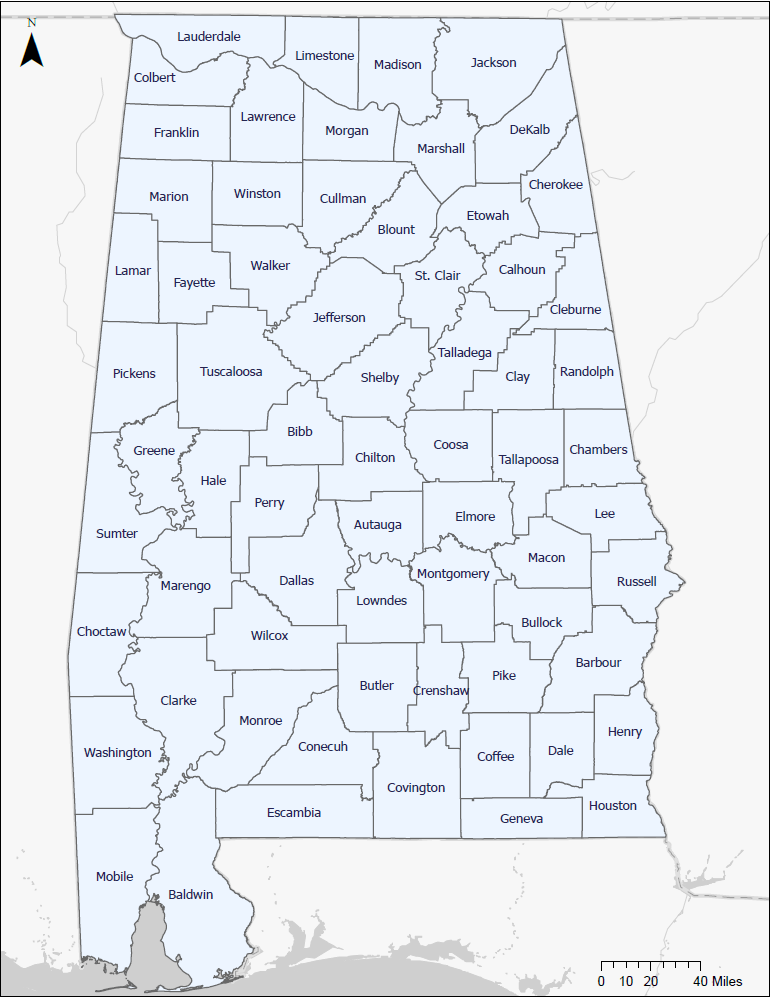 N
Lauderdale
Limestone
Madison
Jackson
Colbert
Lawrence
Franklin
Morgan
DeKalb
Marshall
Cherokee
Marion
Winston
Cullman
Etowah
Blount
Lamar
Walker
St. Clair
Calhoun
Fayette
Cleburne
Jefferson
Talladega
Pickens
Tuscaloosa
Shelby
Clay
Randolph
Bibb
Greene
Chilton
Coosa
Tallapoosa
Chambers
Hale
Perry
Autauga
Elmore
Lee
Sumter
Macon
Marengo
Dallas
Montgomery
Russell
Lowndes
Choctaw
Wilcox
Bullock
Barbour
Clarke
Butler
Crenshaw
Pike
Monroe
Washington
Conecuh
Coffee
Dale
Henry
Covington
Escambia
Geneva
Houston
Mobile
Baldwin
0 10 20 40 Miles